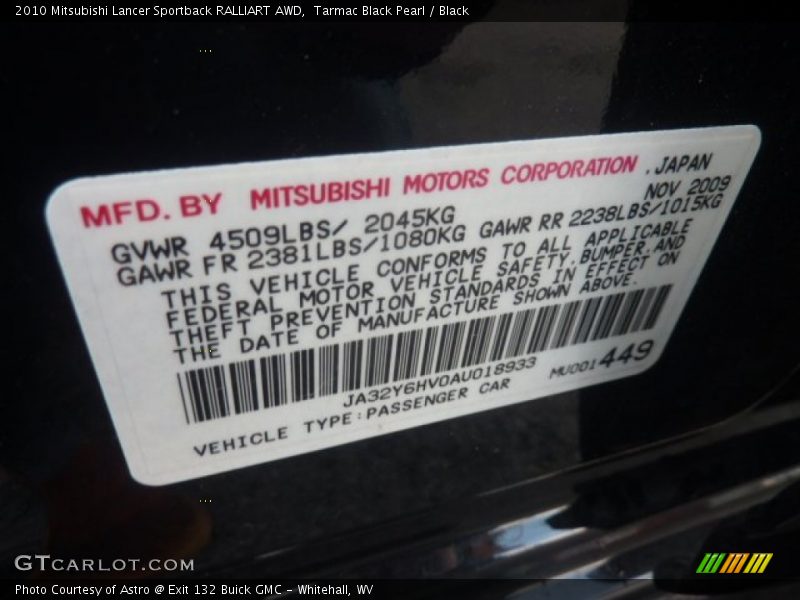 2010 Mitsubishi Lancer Sportback RALLIART AWD,  Tarmac Black Pearl / Black
MFD. BY MITSUBISHI MOTORS CORPORATION . JAPAN
NOV 2009
GVWR 4509LBS/ 2045KG
GAWR FR 2381LBS/1080KG GAWR RR 2238LBS/1015KG
THIS VEHICLE CONFORMS TO ALL APPLICABLE
FEDERAL MOTOR VEHICLE SAFETY,BUMPER,AND
THEFT PREVENTION STANDARDS IN EFFECT ON
THE DATE OF MANUFACTURE SHOWN ABOVE.
JA32Y6HV0AU018933
MU001449
VEHICLE TYPE:PASSENGER CAR
GTCARLOT.COM
Photo Courtesy of Astro @ Exit 132 Buick GMC - Whitehall, WV